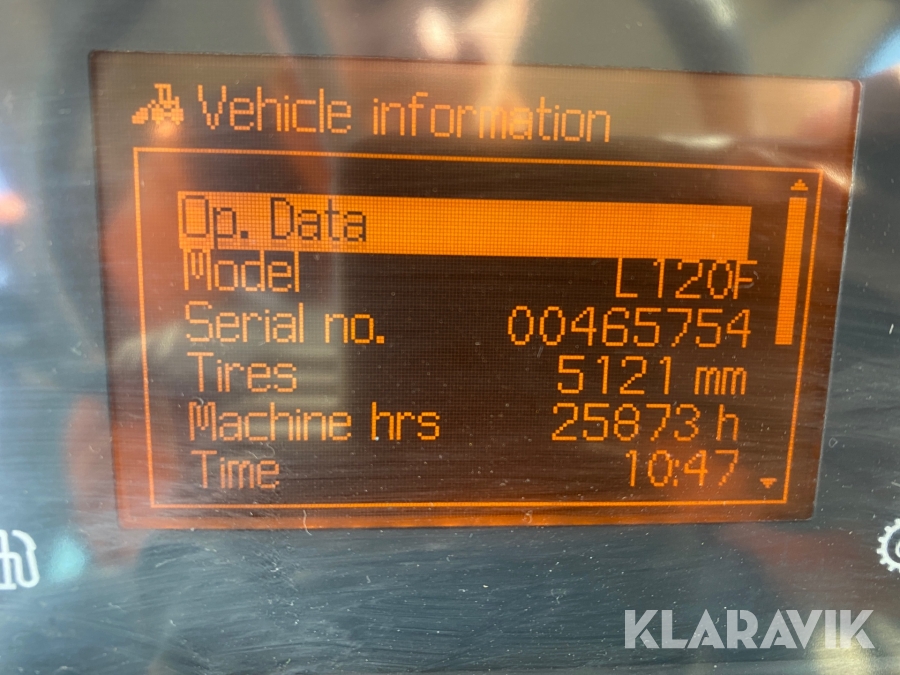 Vehicle information
Op. Data
Model L120F
Serial no. 00465754
Tires 5121 mm
Machine hrs 25873 h
Time 10:47
KLARAVIK